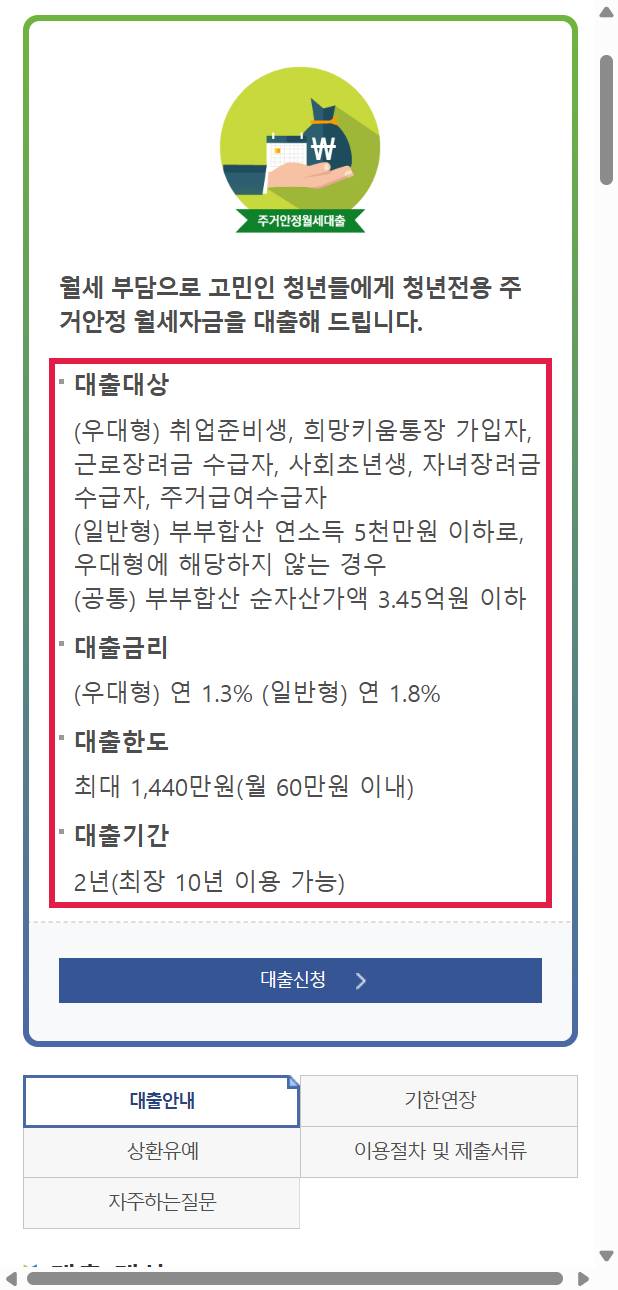 ₩
주거안정월세대출
월세 부담으로 고민인 청년들에게 청년전용 주
거안정 월세자금을 대출해 드립니다.
대출대상
(우대형) 취업준비생, 희망키움통장 가입자,
근로장려금 수급자, 사회초년생, 자녀장려금
수급자, 주거급여수급자
(일반형) 부부합산 연소득 5천만원 이하로,
우대형에 해당하지 않는 경우
(공통) 부부합산 순자산가액 3.45억원 이하
대출금리
(우대형) 연 1.3% (일반형) 연 1.8%
대출한도
최대 1,440만원(월 60만원 이내)
대출기간
2년(최장 10년 이용 가능)
대출신청
대출안내
기한연장
상환유예
이용절차 및 제출서류
자주하는질문